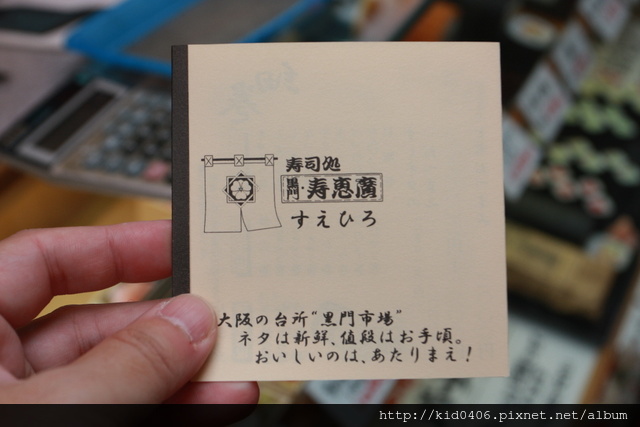 寿司処
黒門・寿恵廣
すえひろ
大阪の台所“黒門市場”
ネタは新鮮、値段はお手頃。
おいしいのは、あたりまえ!
http://kid0406.pixnet.net/album